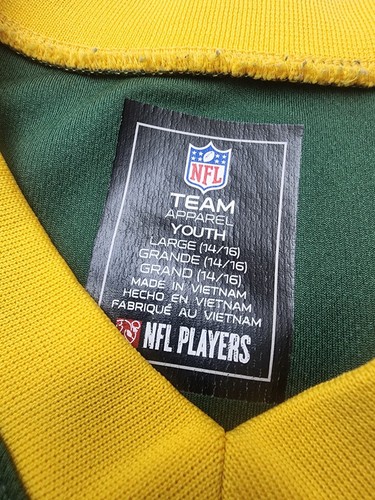 NFL
TEAM
APPAREL
YOUTH
LARGE (14/16)
GRANDE (14/16)
GRAND (14/16)
MADE IN VIETNAM
HECHO EN VIETNAM
FABRIQUÉ AU VIETNAM
NFL PLAYERS